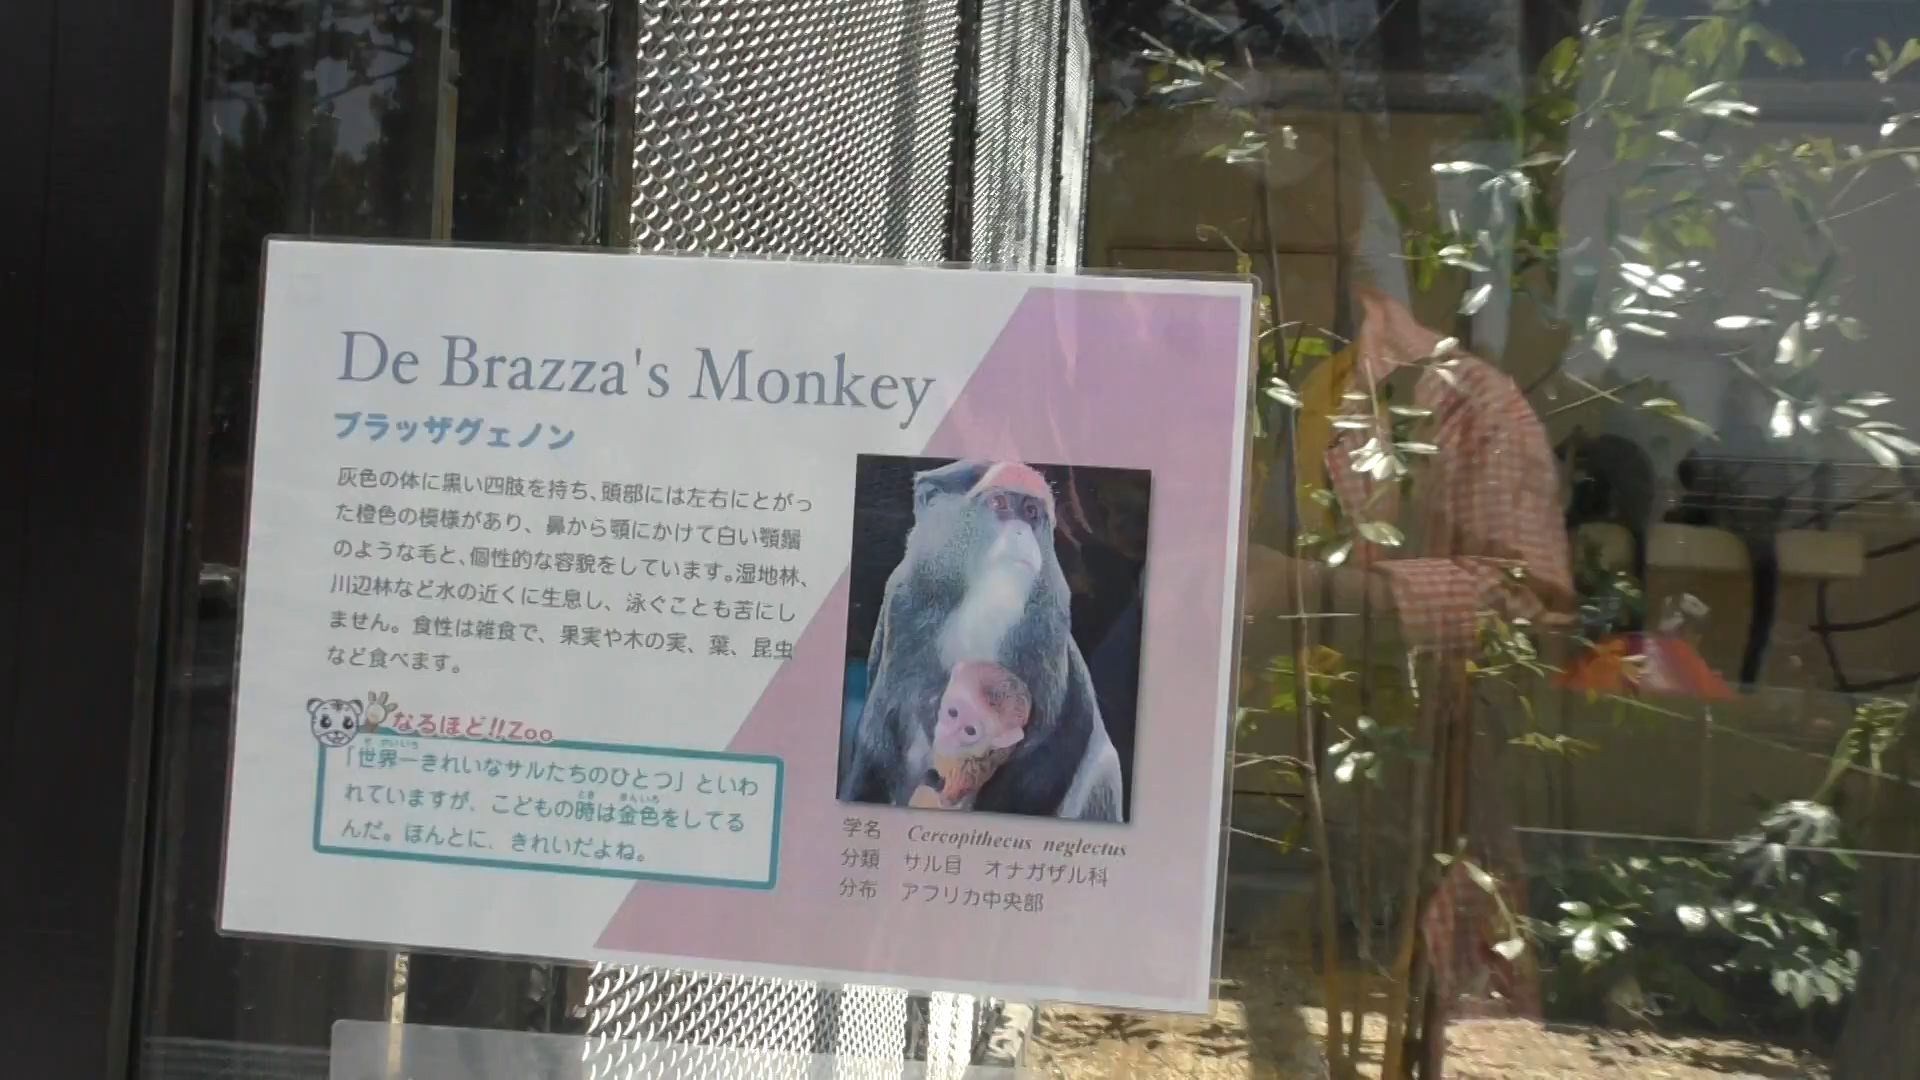 De Brazza's Monkey
ブラッザグェノン
灰色の体に黒い四肢を持ち、頭部には左右にとがっ
た橙色の模様があり、鼻から顎にかけて白い顎鬚
のような毛と、個性的な容貌をしています。湿地林、
川辺林など水の近くに生息し、泳ぐことも苦にし
ません。食性は雑食で、果実や木の実、葉、昆虫
など食べます。
なるほど!!Zoo
「世界一きれいなサルたちのひとつ」といわ
れていますが、こどもの時は金色をしてる
んだ。ほんとに、きれいだよね。
学名 Cercopithecus neglectus
分類 サル目 オナガザル科
分布 アフリカ中央部